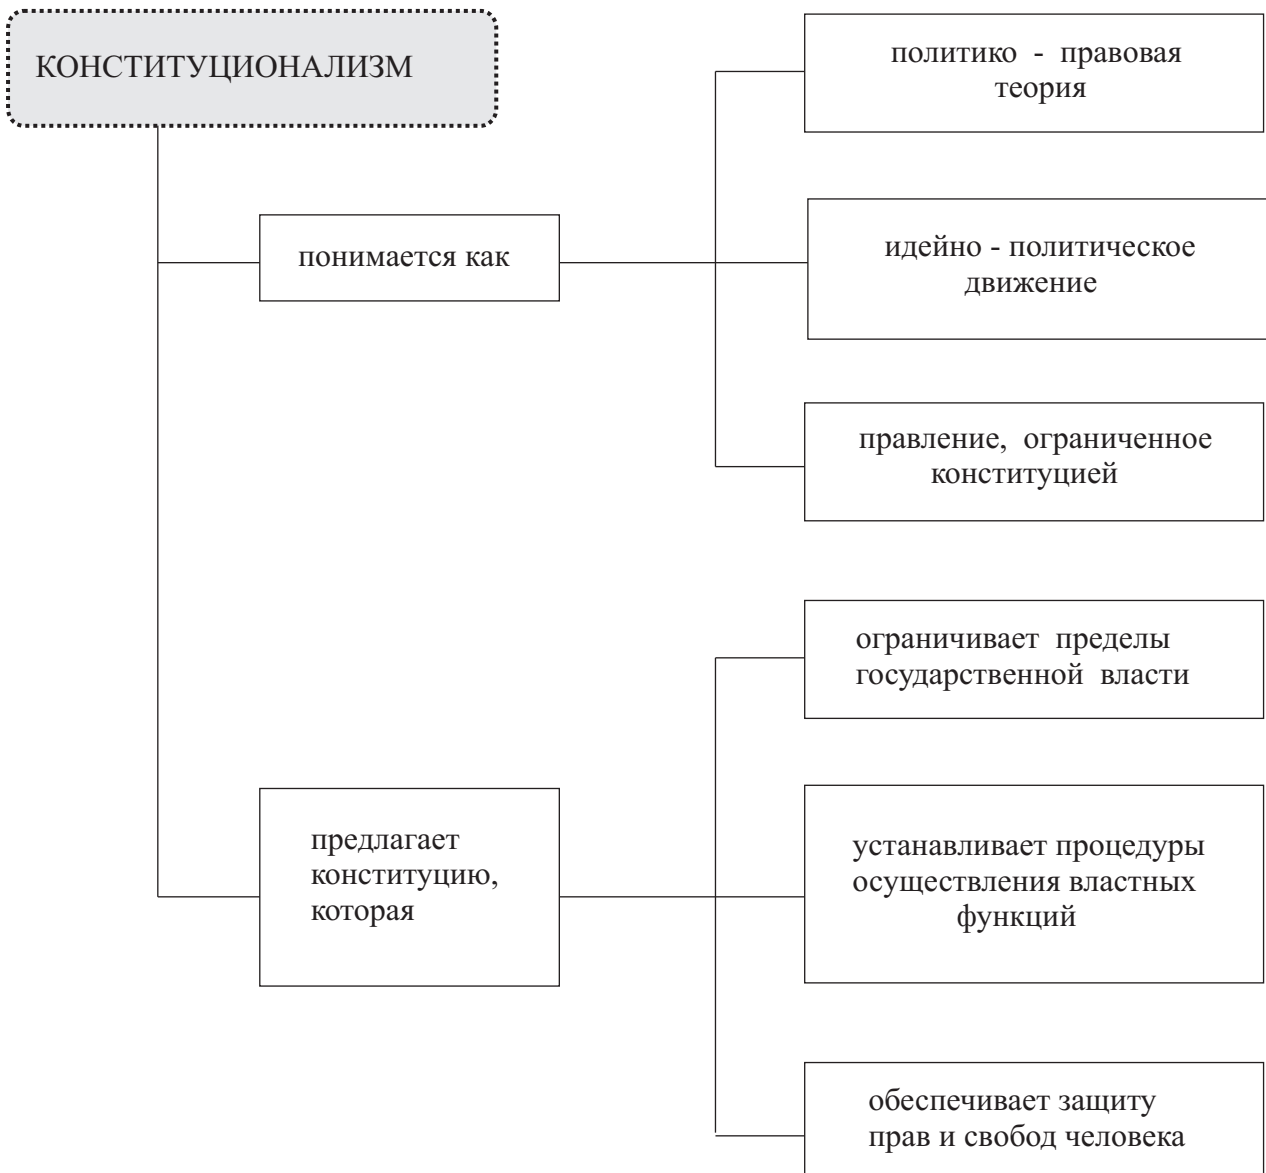 КОНСТИТУЦИОНАЛИЗМ
политико - правовая
теория
понимается как
идейно - политическое
движение
правление, ограниченное
конституцией
ограничивает пределы
государственной власти
предлагает
конституцию,
которая
устанавливает процедуры
осуществления властных
функций
обеспечивает защиту
прав и свобод человека